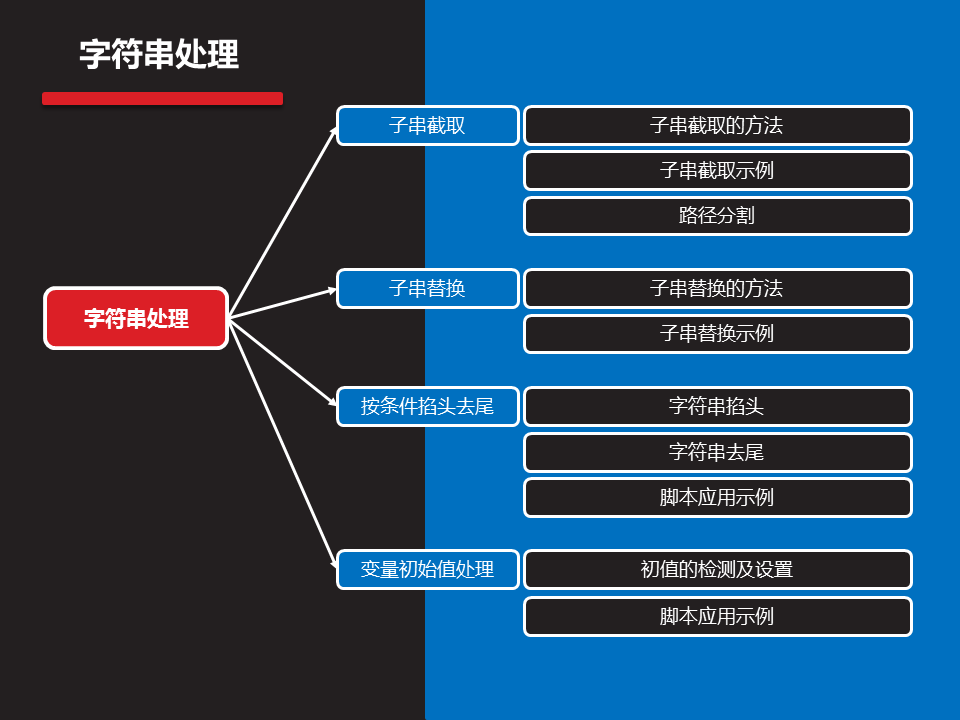 字符串处理
字符串处理
子串截取
子串截取的方法
子串截取示例
路径分割
子串替换
子串替换的方法
子串替换示例
按条件掐头去尾
字符串掐头
字符串去尾
脚本应用示例
变量初始值处理
初值的检测及设置
脚本应用示例